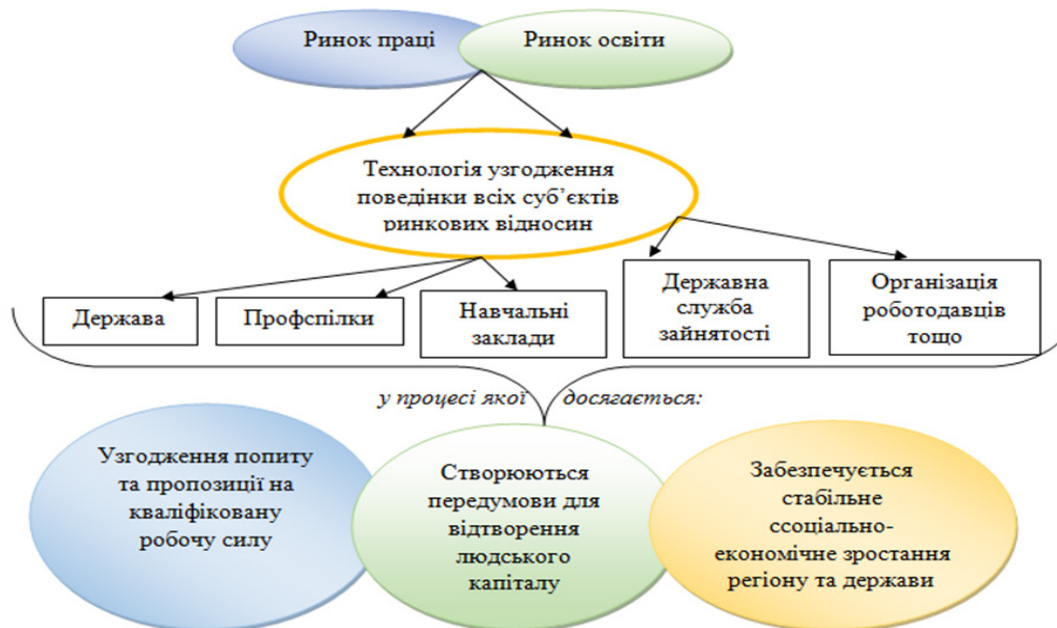 Ринок праці
Ринок освіти
Технологія узгодження
поведінки всіх суб’єктів
ринкових відносин
Держава
Профспілки
Навчальні
заклади
Державна
служба
зайнятості
Організація
роботодавців
тощо
у процесі якої досягається:
Узгодження попиту
та пропозиції на
кваліфіковану
робочу силу
Створюються
передумови для
відтворення
людського
капіталу
Забезпечується
стабільне
ссоціально-
економічне зростання
регіону та держави